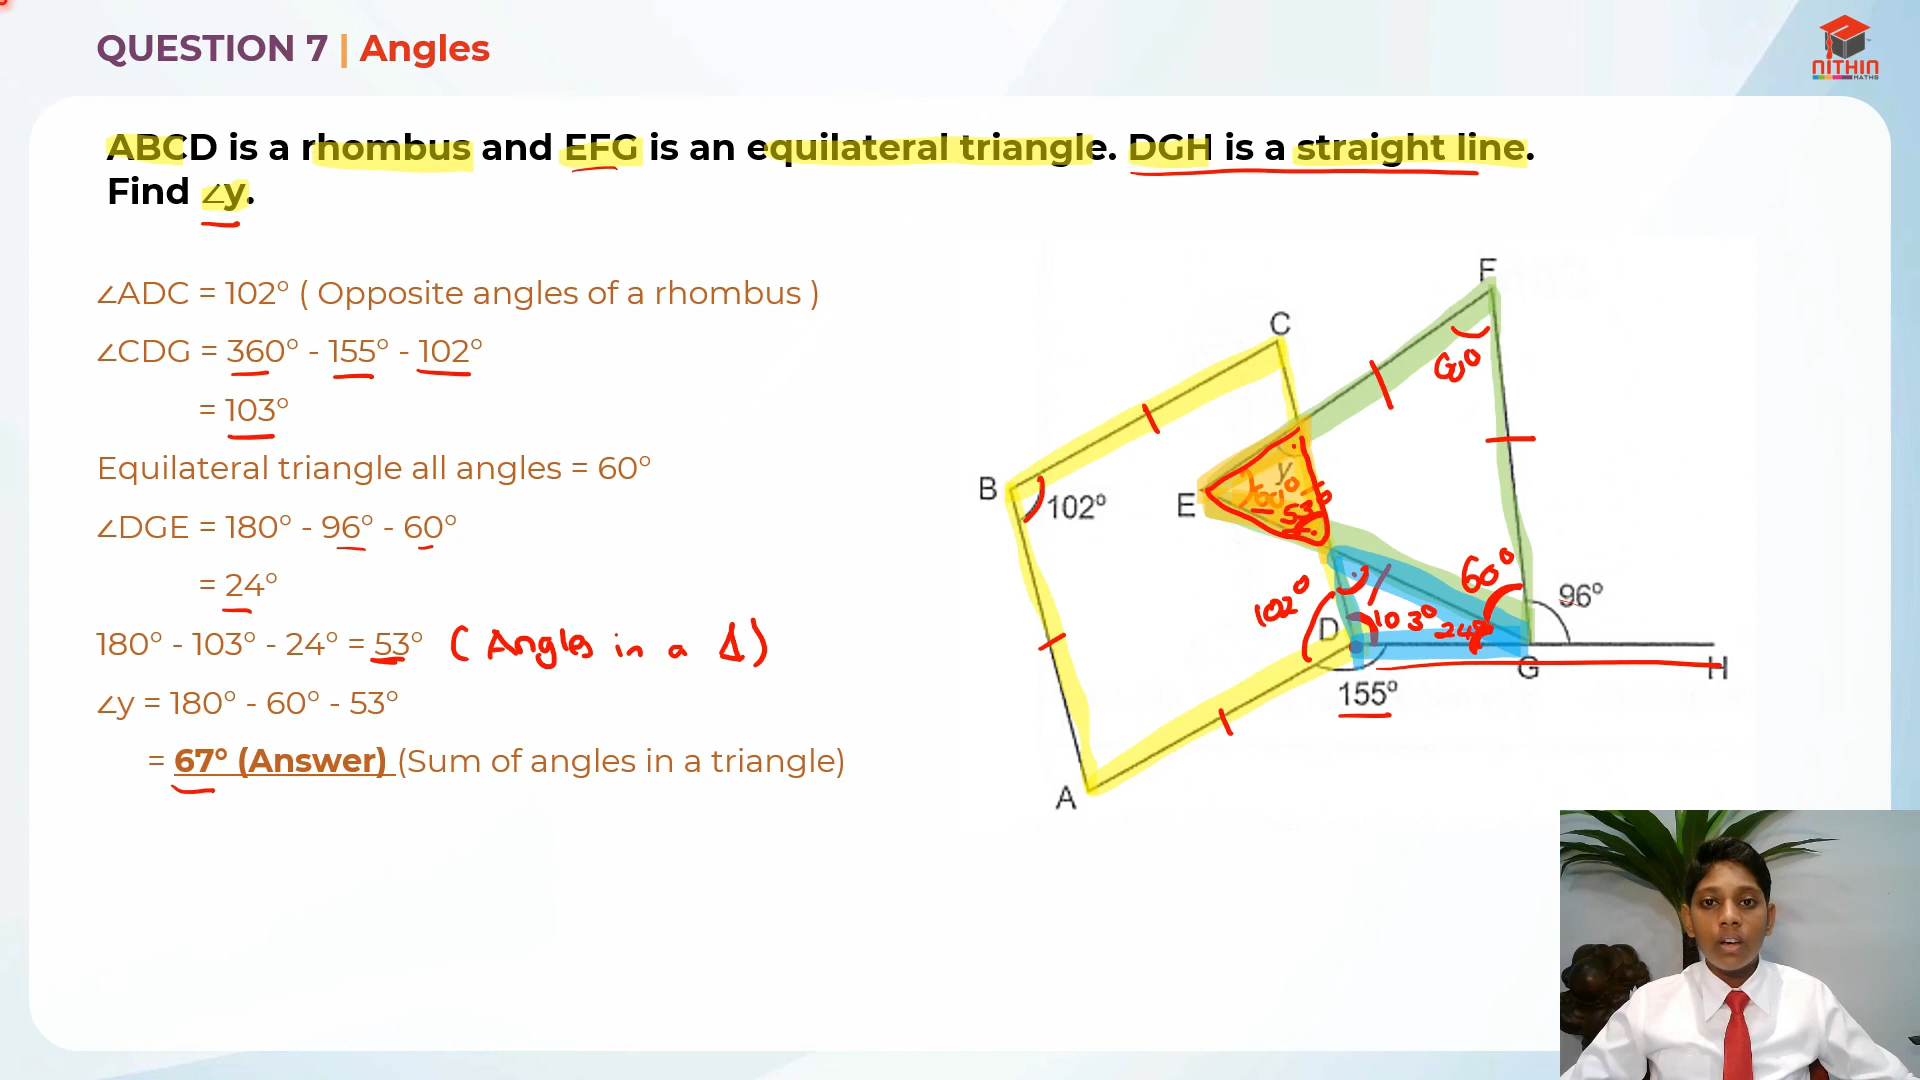 QUESTION 7 | Angles
NITHIN
MATHS
ABCD is a rhombus and EFG is an equilateral triangle. DGH is a straight line.
Find ∠y.
∠ADC = 102° ( Opposite angles of a rhombus )
∠CDG = 360° - 155° - 102°
= 103°
Equilateral triangle all angles = 60°
∠DGE = 180° - 96° - 60°
= 24°
180° - 103° - 24° = 53° (Angles in a Δ)
∠y = 180° - 60° - 53°
= 67° (Answer) (Sum of angles in a triangle)
F
C
60°
B
102°
E
y
60°
53°
102°
60°
96°
D
103°
24°
G
H
155°
A